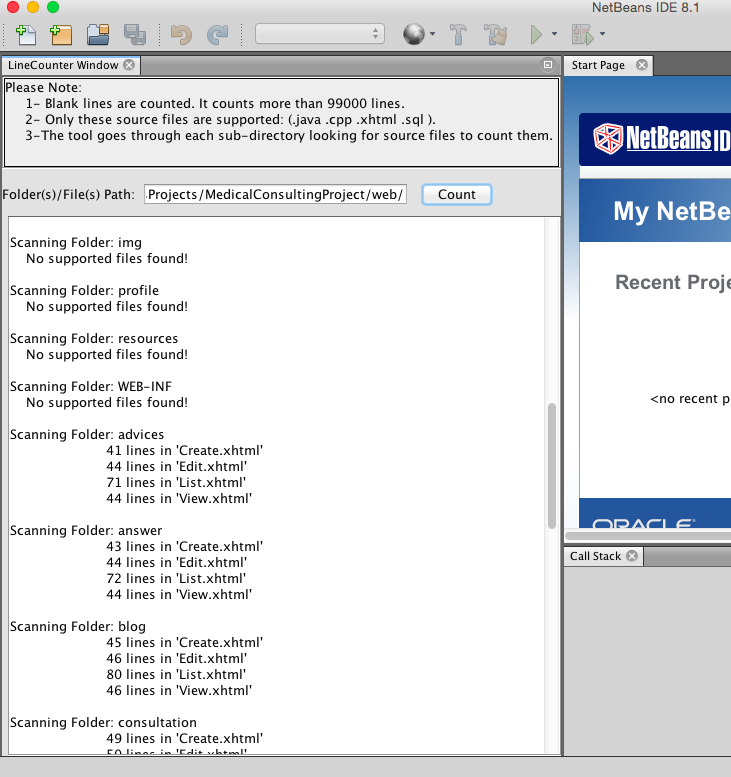 NetBeans IDE 8.1
LineCounter Window
Please Note:
1- Blank lines are counted. It counts more than 99000 lines.
2- Only these source files are supported: (.java .cpp .xhtml .sql ).
3-The tool goes through each sub-directory looking for source files to count them.
Folder(s)/File(s) Path:
Projects/MedicalConsultingProject/web/
Count
Scanning Folder: img
No supported files found!
Scanning Folder: profile
No supported files found!
Scanning Folder: resources
No supported files found!
Scanning Folder: WEB-INF
No supported files found!
Scanning Folder: advices
41 lines in 'Create.xhtml'
44 lines in 'Edit.xhtml'
71 lines in 'List.xhtml'
44 lines in 'View.xhtml'
Scanning Folder: answer
43 lines in 'Create.xhtml'
44 lines in 'Edit.xhtml'
72 lines in 'List.xhtml'
44 lines in 'View.xhtml'
Scanning Folder: blog
45 lines in 'Create.xhtml'
46 lines in 'Edit.xhtml'
80 lines in 'List.xhtml'
46 lines in 'View.xhtml'
Scanning Folder: consultation
49 lines in 'Create.xhtml'
50 lines in 'Edit.xhtml'
Start Page
NetBeans ID
My NetBe
Recent Proje
<no recent p
ORACLE
Call Stack